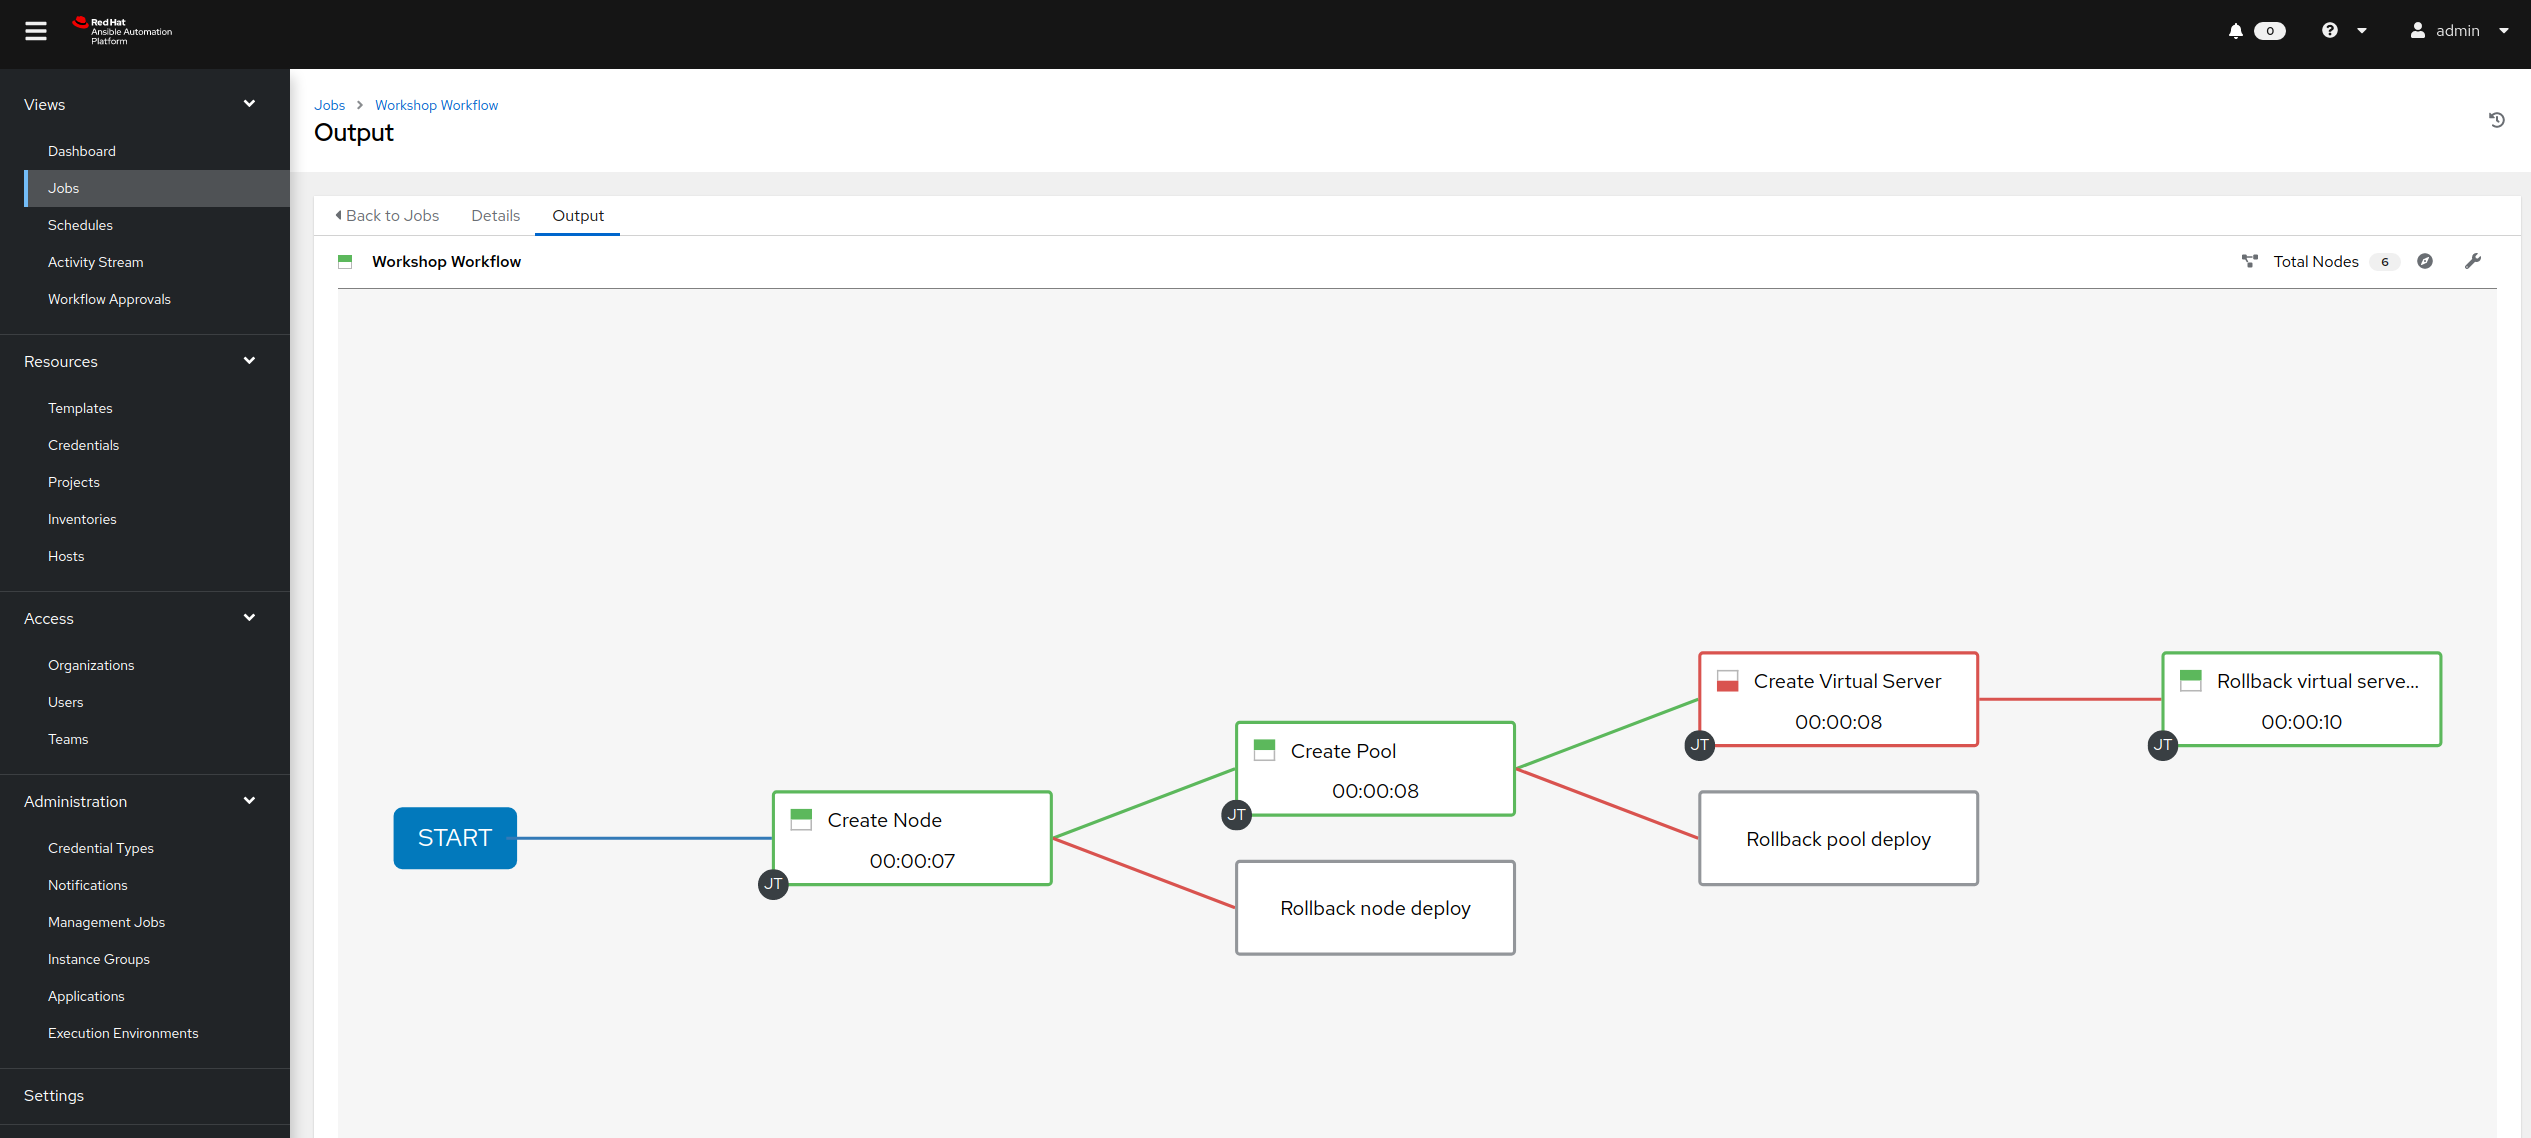 Red Hat
Ansible Automation
Platform
0
admin
Views
Dashboard
Jobs
Schedules
Activity Stream
Workflow Approvals
Resources
Templates
Credentials
Projects
Inventories
Hosts
Access
Organizations
Users
Teams
Administration
Credential Types
Notifications
Management Jobs
Instance Groups
Applications
Execution Environments
Settings
Jobs > Workshop Workflow
Output
Back to Jobs Details Output
Workshop Workflow Total Nodes 6
START
Create Node
00:00:07
JT
Create Pool
00:00:08
JT
Rollback node deploy
Create Virtual Server
00:00:08
JT
Rollback pool deploy
Rollback virtual serve...
00:00:10
JT